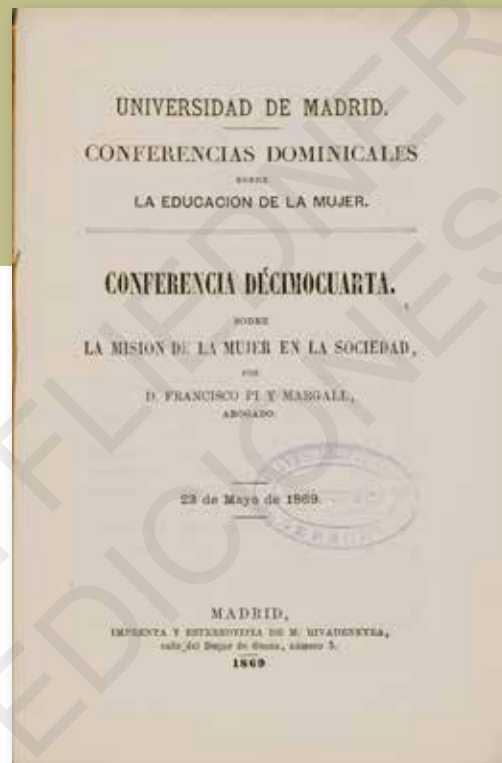 UNIVERSIDAD DE MADRID.
CONFERENCIAS DOMINICALES
SOBRE
LA EDUCACION DE LA MUJER.
CONFERENCIA DÉCIMOCUARTA.
SOBRE
LA MISION DE LA MUJER EN LA SOCIEDAD,
POR
D. FRANCISCO PI Y MARGALL,
ABOGADO.
23 de Mayo de 1869.
MADRID,
IMPRENTA Y ESTEREOTIPIA DE M. RIVADENEYRA,
calle del Duque de Osuna, número 3.
1869
FLIEDNER
EDICIONES